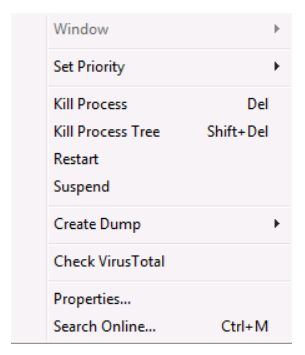 Window
Set Priority
Kill Process Del
Kill Process Tree Shift+Del
Restart
Suspend
Create Dump
Check VirusTotal
Properties...
Search Online... Ctrl+M